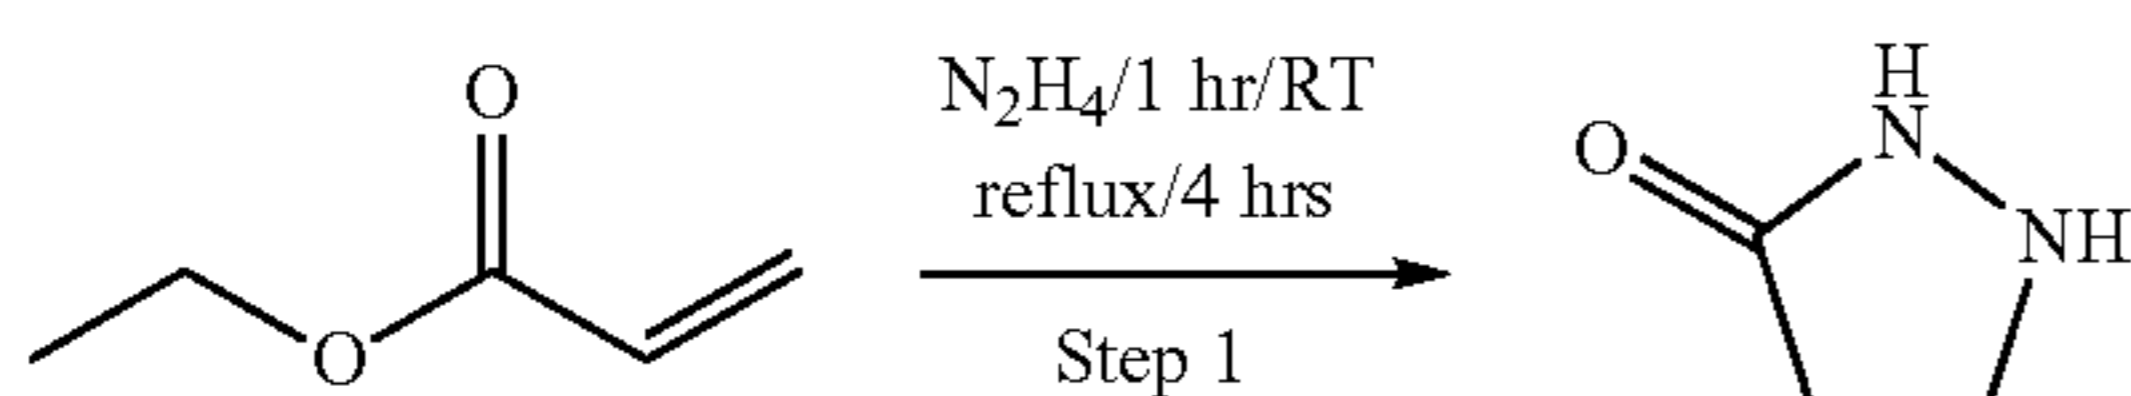 O
O
N₂H₄/1 hr/RT
reflux/4 hrs
Step 1
O
H
N
NH